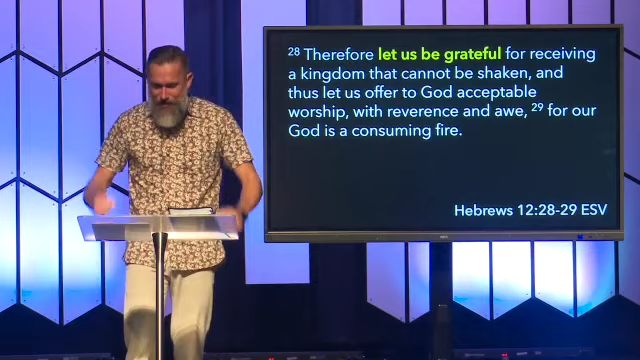 28 Therefore let us be grateful for receiving
a kingdom that cannot be shaken, and
thus let us offer to God acceptable
worship, with reverence and awe, 29 for our
God is a consuming fire.
Hebrews 12:28-29 ESV